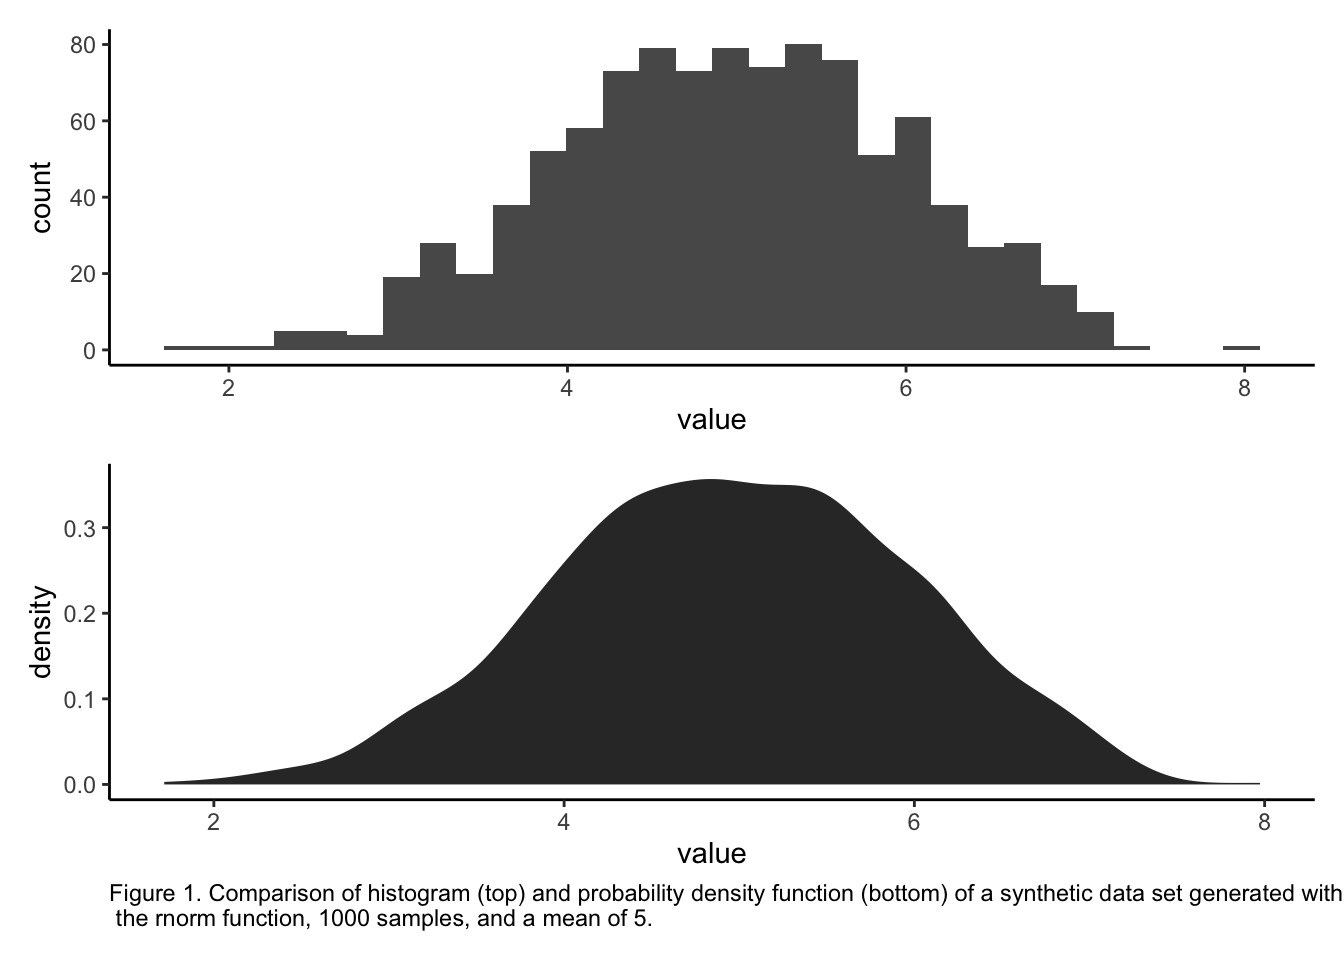 80
60
40
20
0
count
2 4 6 8
value
0.3
0.2
0.1
0.0
density
2 4 6 8
value
Figure 1. Comparison of histogram (top) and probability density function (bottom) of a synthetic data set generated with
the rnorm function, 1000 samples, and a mean of 5.